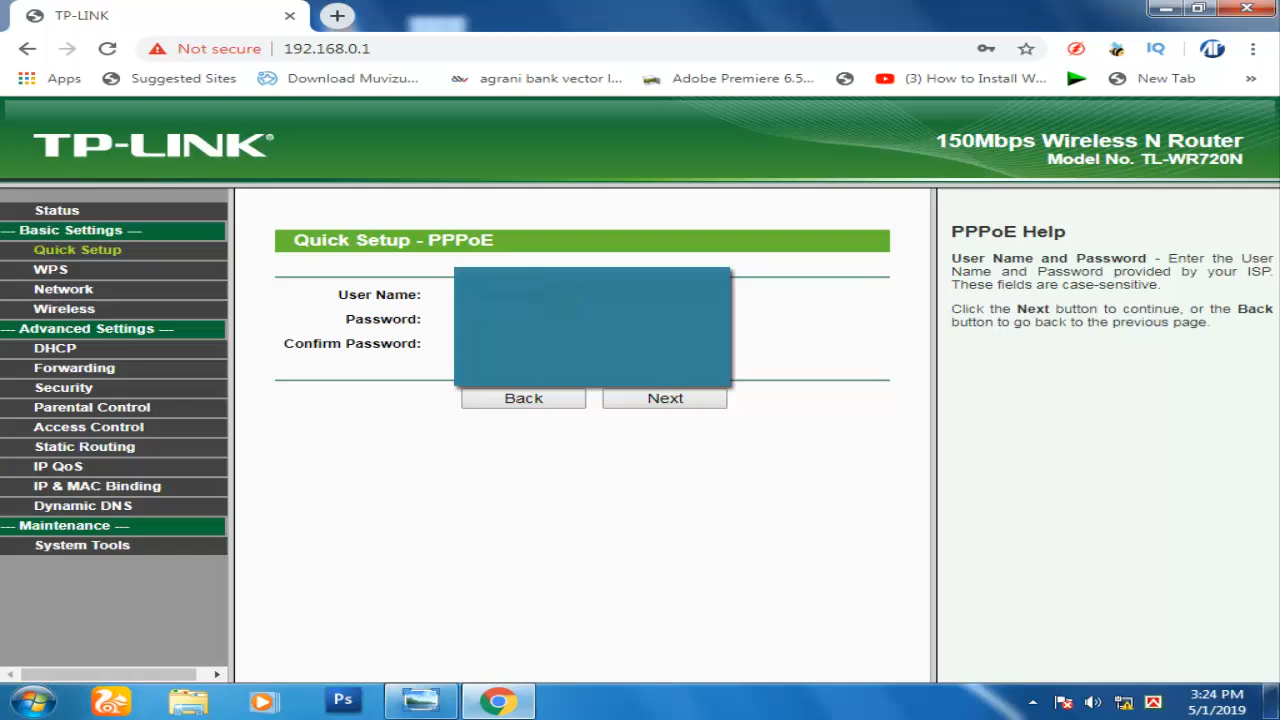 TP-LINK
Not secure
192.168.0.1
IQ
Apps
Suggested Sites
Download Muvizu...
agrani bank vector l...
Adobe Premiere 6.5...
(3) How to Install W...
New Tab
TP-LINK®
150Mbps Wireless N Router
Model No. TL-WR720N
Status
--- Basic Settings ---
Quick Setup
WPS
Network
Wireless
--- Advanced Settings ---
DHCP
Forwarding
Security
Parental Control
Access Control
Static Routing
IP QoS
IP & MAC Binding
Dynamic DNS
--- Maintenance ---
System Tools
Quick Setup - PPPoE
User Name:
Password:
Confirm Password:
Back
Next
PPPoE Help
User Name and Password - Enter the User
Name and Password provided by your ISP.
These fields are case-sensitive.
Click the Next button to continue, or the Back
button to go back to the previous page.
Ps
3:24 PM
5/1/2019